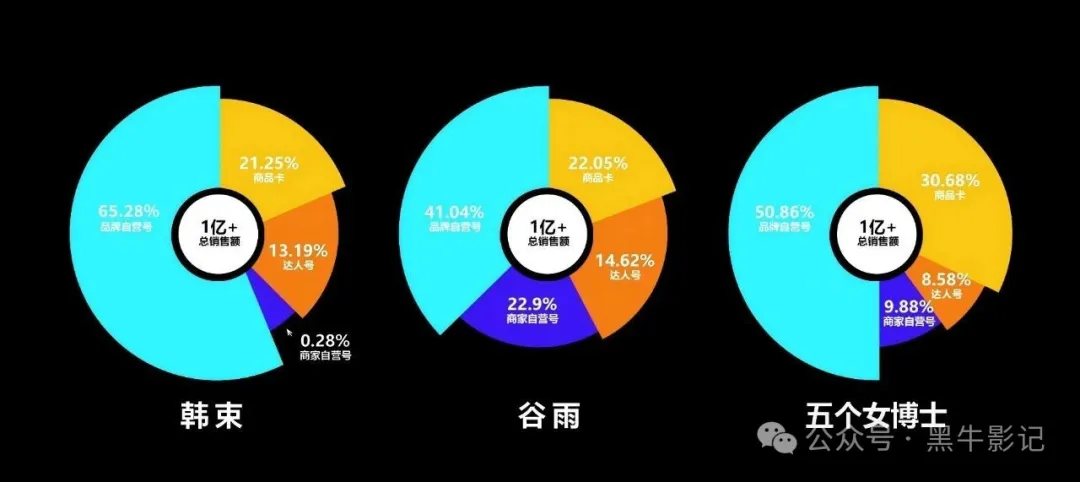 21.25%
商品卡
65.28%
品牌自营号
1亿+
总销售额
13.19%
达人号
0.28%
商家自营号
韩束
22.05%
商品卡
41.04%
品牌自营号
1亿+
总销售额
14.62%
达人号
22.9%
商家自营号
谷雨
30.68%
商品卡
50.86%
品牌自营号
1亿+
总销售额
8.58%
达人号
9.88%
商家自营号
五个女博士
公众号·黑牛影记